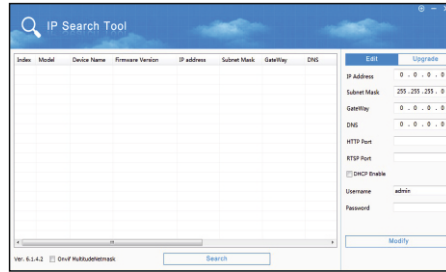 IP Search Tool
Index Model Device Name Firmware Version IP address Subnet Mask GateWay DNS
Edit Upgrade
IP Address 0 . 0 . 0 . 0
Subnet Mask 255 . 255 . 255 . 0
GateWay 0 . 0 . 0 . 0
DNS 0 . 0 . 0 . 0
HTTP Port
RTSP Port
DHCP Enable
Username admin
Password
Modify
Ver. 6.1.4.2 Onvif MultitudeNetmask Search